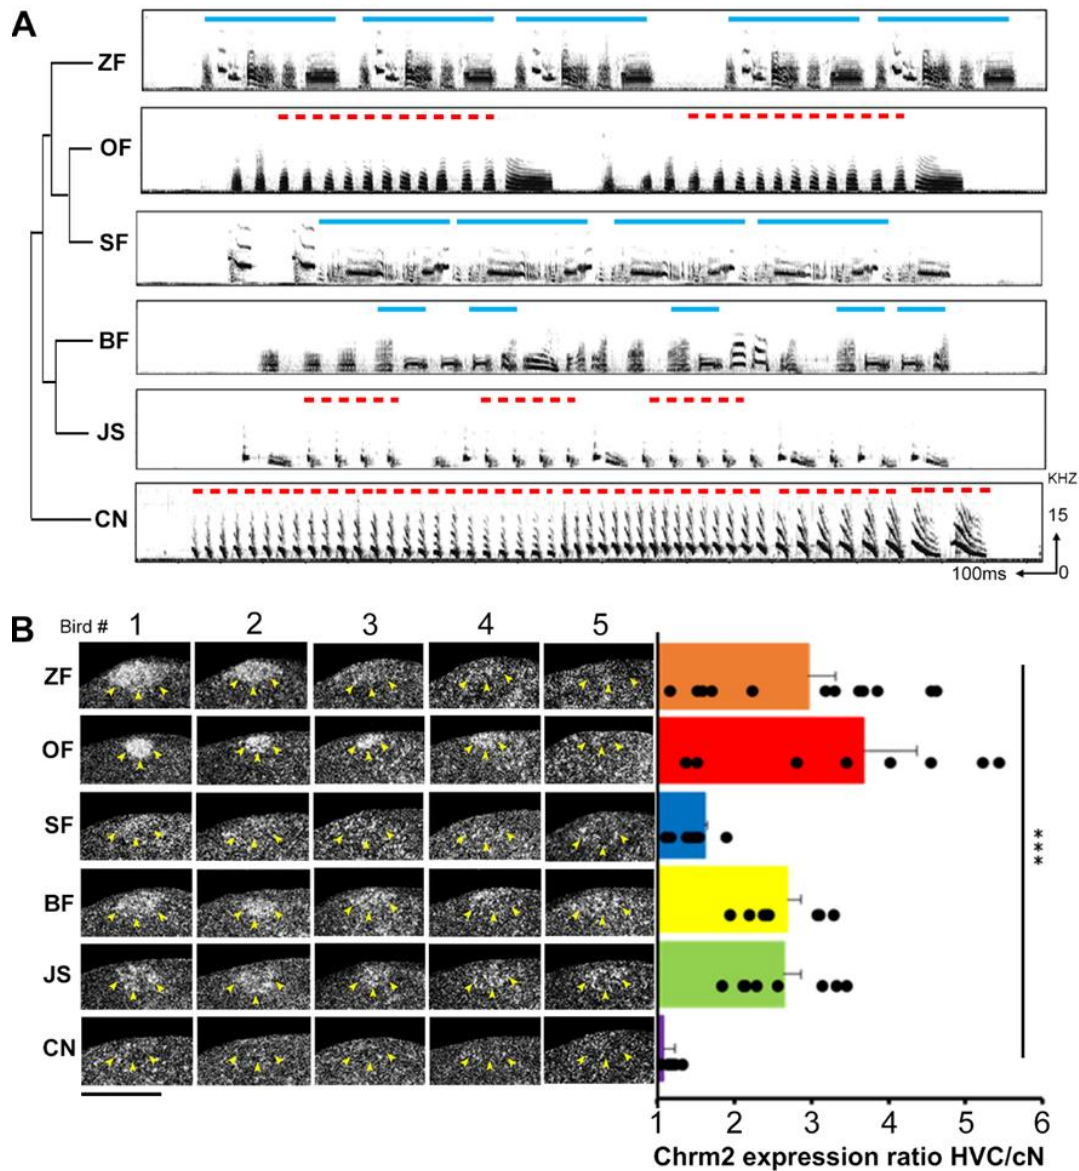 A
ZF
OF
SF
BF
JS
CN
KHZ
15
0
100ms
B
Bird # 1 2 3 4 5
ZF
OF
SF
BF
JS
CN
***
1 2 3 4 5 6
Chrm2 expression ratio HVC/cN